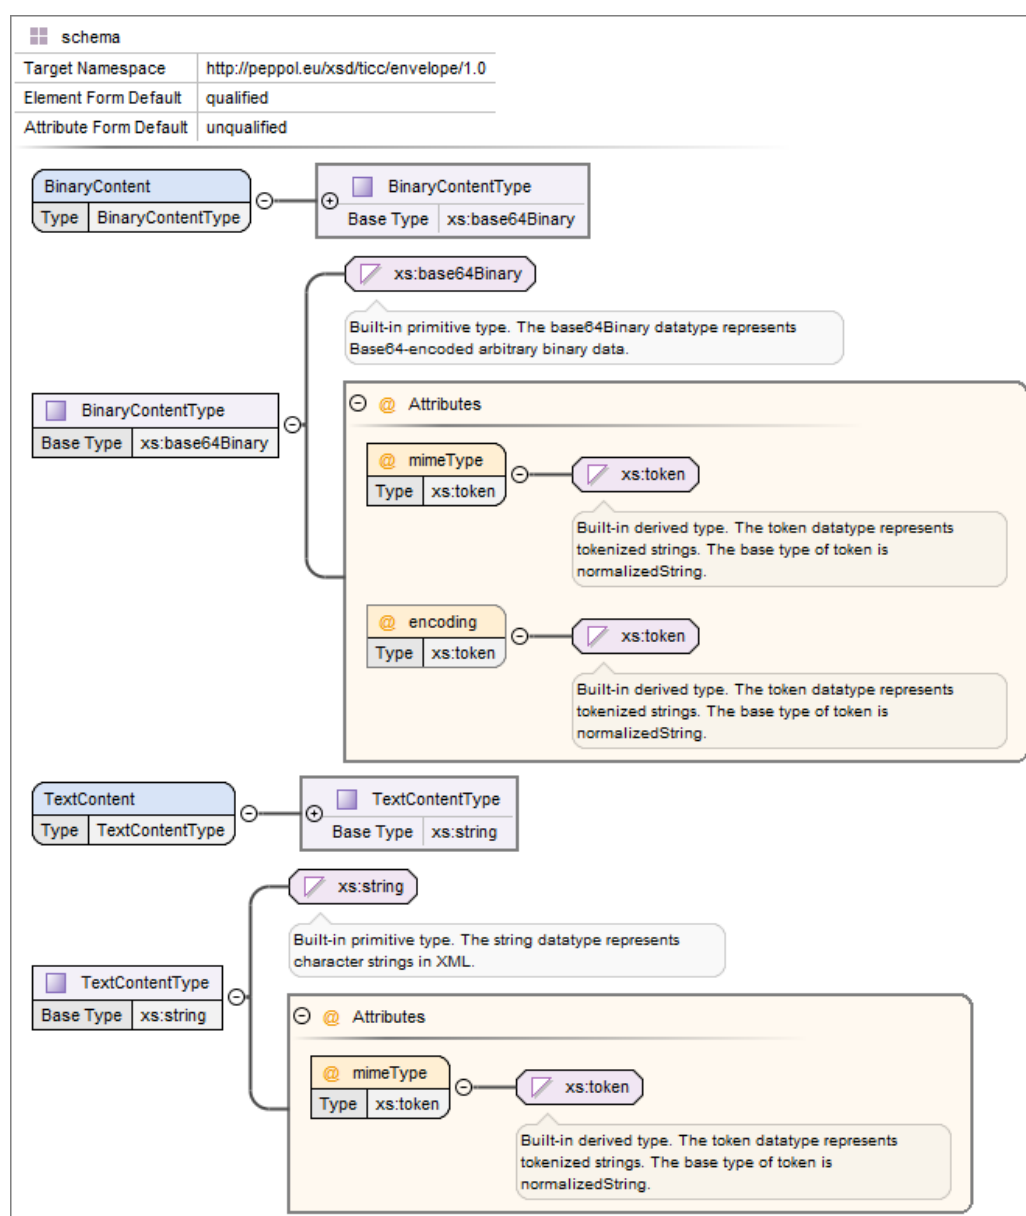 schema
Target Namespace http://peppol.eu/xsd/ticc/envelope/1.0
Element Form Default qualified
Attribute Form Default unqualified
BinaryContent
Type BinaryContentType
BinaryContentType
Base Type xs:base64Binary
xs:base64Binary
Built-in primitive type. The base64Binary datatype represents
Base64-encoded arbitrary binary data.
BinaryContentType
Base Type xs:base64Binary
@ Attributes
@ mimeType
Type xs:token
xs:token
Built-in derived type. The token datatype represents
tokenized strings. The base type of token is
normalizedString.
@ encoding
Type xs:token
xs:token
Built-in derived type. The token datatype represents
tokenized strings. The base type of token is
normalizedString.
TextContent
Type TextContentType
TextContentType
Base Type xs:string
xs:string
Built-in primitive type. The string datatype represents
character strings in XML.
TextContentType
Base Type xs:string
@ Attributes
@ mimeType
Type xs:token
xs:token
Built-in derived type. The token datatype represents
tokenized strings. The base type of token is
normalizedString.